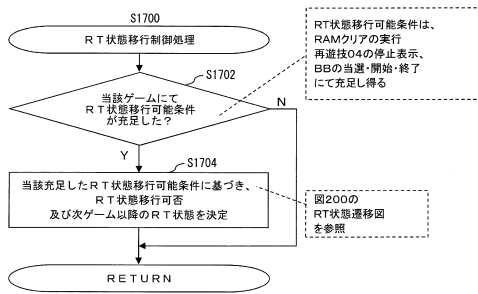 S1700
RT状態移行制御処理
RT状態移行可能条件は、
RAMクリアの実行
再遊技04の停止表示、
BBの当選・開始・終了
にて充足し得る
S1702
当該ゲームにて
RT状態移行可能条件
が充足した?
N
Y
S1704
当該充足したRT状態移行可能条件に基づき、
RT状態移行可否
及び次ゲーム以降のRT状態を決定
図200の
RT状態遷移図
を参照
RETURN